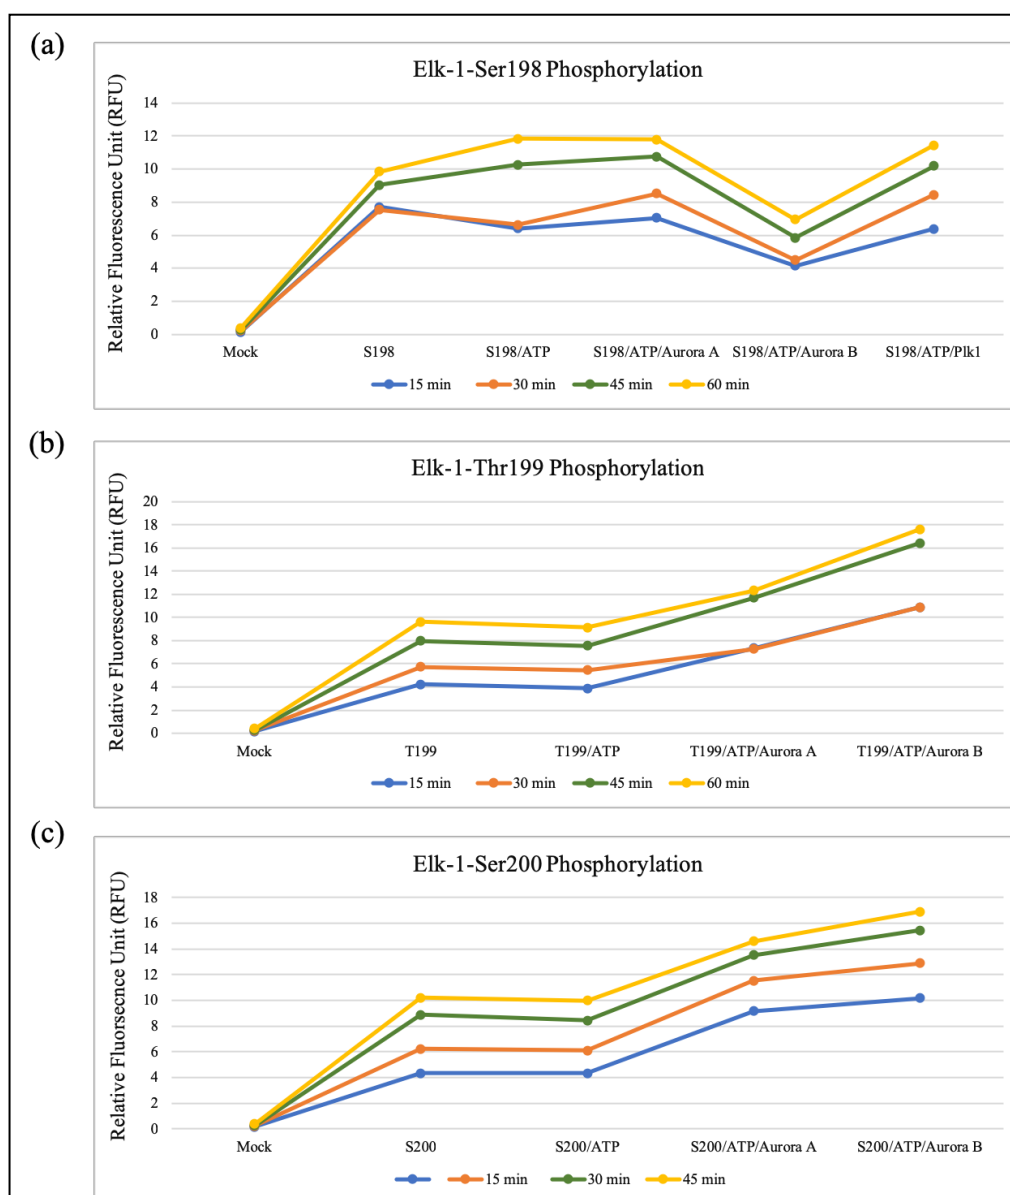 (a)
Elk-1-Ser198 Phosphorylation
Relative Fluorescence Unit (RFU)
14
12
10
8
6
4
2
0
Mock S198 S198/ATP S198/ATP/Aurora A S198/ATP/Aurora B S198/ATP/Plk1
15 min 30 min 45 min 60 min
(b)
Elk-1-Thr199 Phosphorylation
Relative Fluorescence Unit (RFU)
20
18
16
14
12
10
8
6
4
2
0
Mock T199 T199/ATP T199/ATP/Aurora A T199/ATP/Aurora B
15 min 30 min 45 min 60 min
(c)
Elk-1-Ser200 Phosphorylation
Relative Fluorsecnce Unit (RFU)
18
16
14
12
10
8
6
4
2
0
Mock S200 S200/ATP S200/ATP/Aurora A S200/ATP/Aurora B
15 min 30 min 45 min